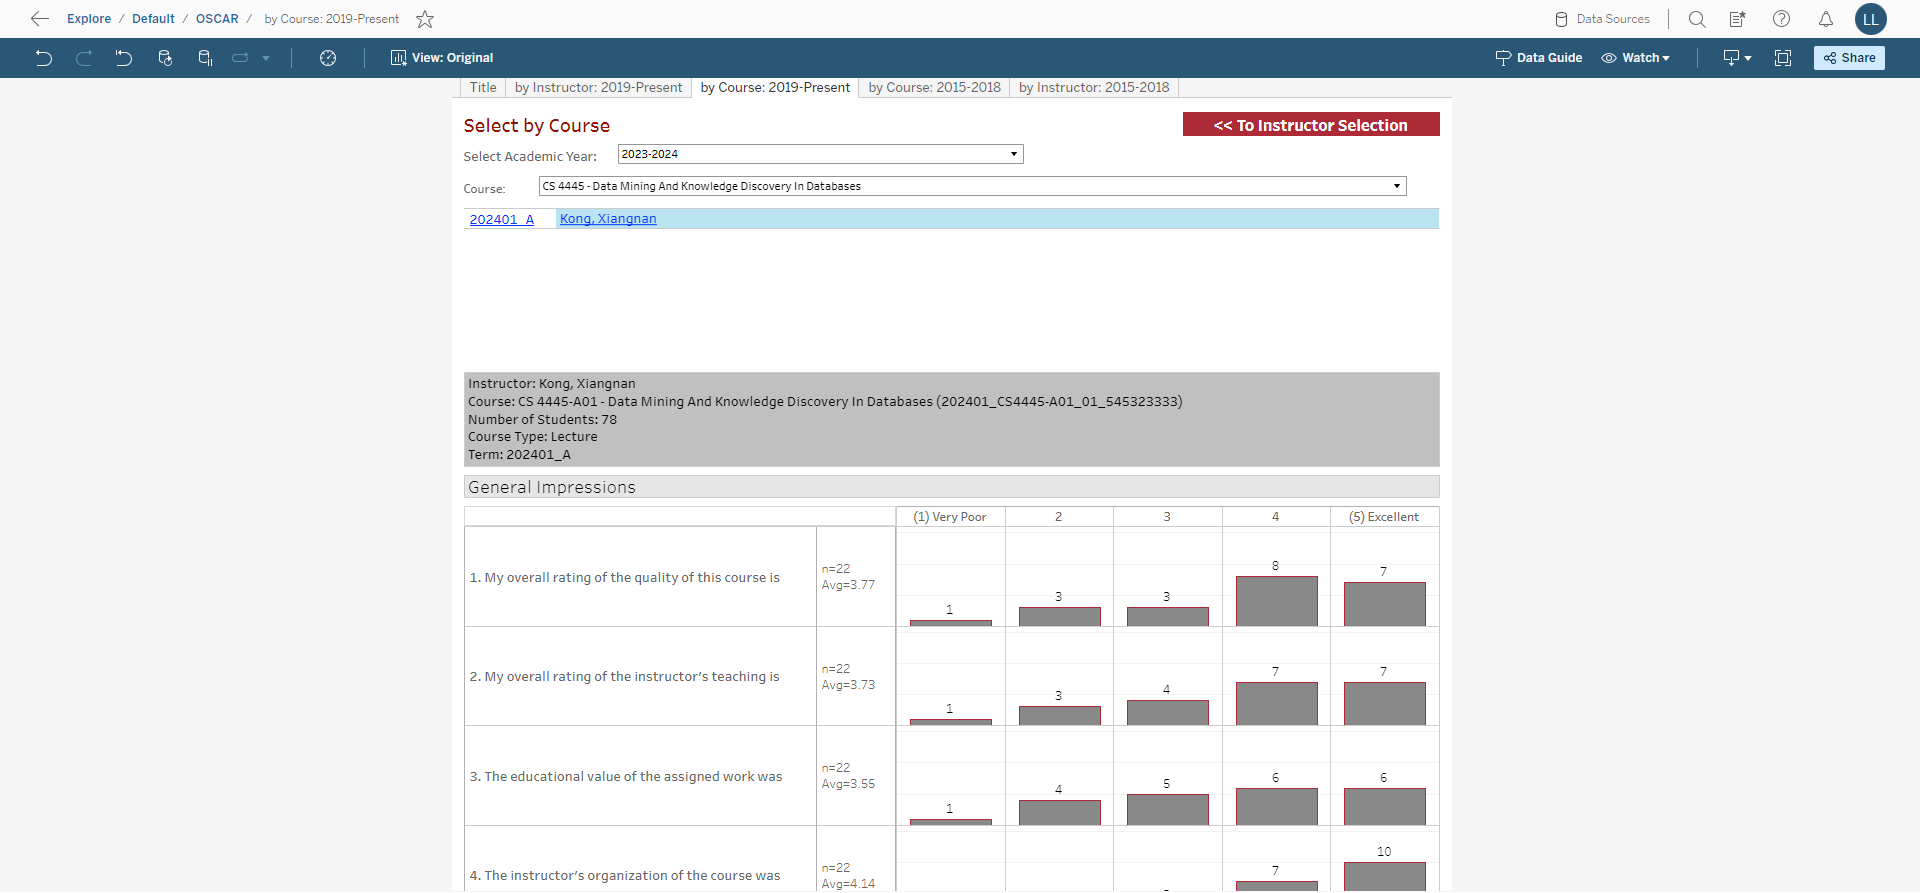 Explore / Default / OSCAR / by Course: 2019-Present
Data Sources
LL
View: Original
Data Guide
Watch
Share
Title
by Instructor: 2019-Present
by Course: 2019-Present
by Course: 2015-2018
by Instructor: 2015-2018
Select by Course
<< To Instructor Selection
Select Academic Year:
2023-2024
Course:
CS 4445 - Data Mining And Knowledge Discovery In Databases
202401_A
Kong, Xiangnan
Instructor: Kong, Xiangnan
Course: CS 4445-A01 - Data Mining And Knowledge Discovery In Databases (202401_CS4445-A01_01_545323333)
Number of Students: 78
Course Type: Lecture
Term: 202401_A
General Impressions
(1) Very Poor 2 3 4 (5) Excellent
1. My overall rating of the quality of this course is
n=22
Avg=3.77
1 3 3 8 7
2. My overall rating of the instructor's teaching is
n=22
Avg=3.73
1 3 4 7 7
3. The educational value of the assigned work was
n=22
Avg=3.55
1 4 5 6 6
4. The instructor's organization of the course was
n=22
Avg=4.14
7 10